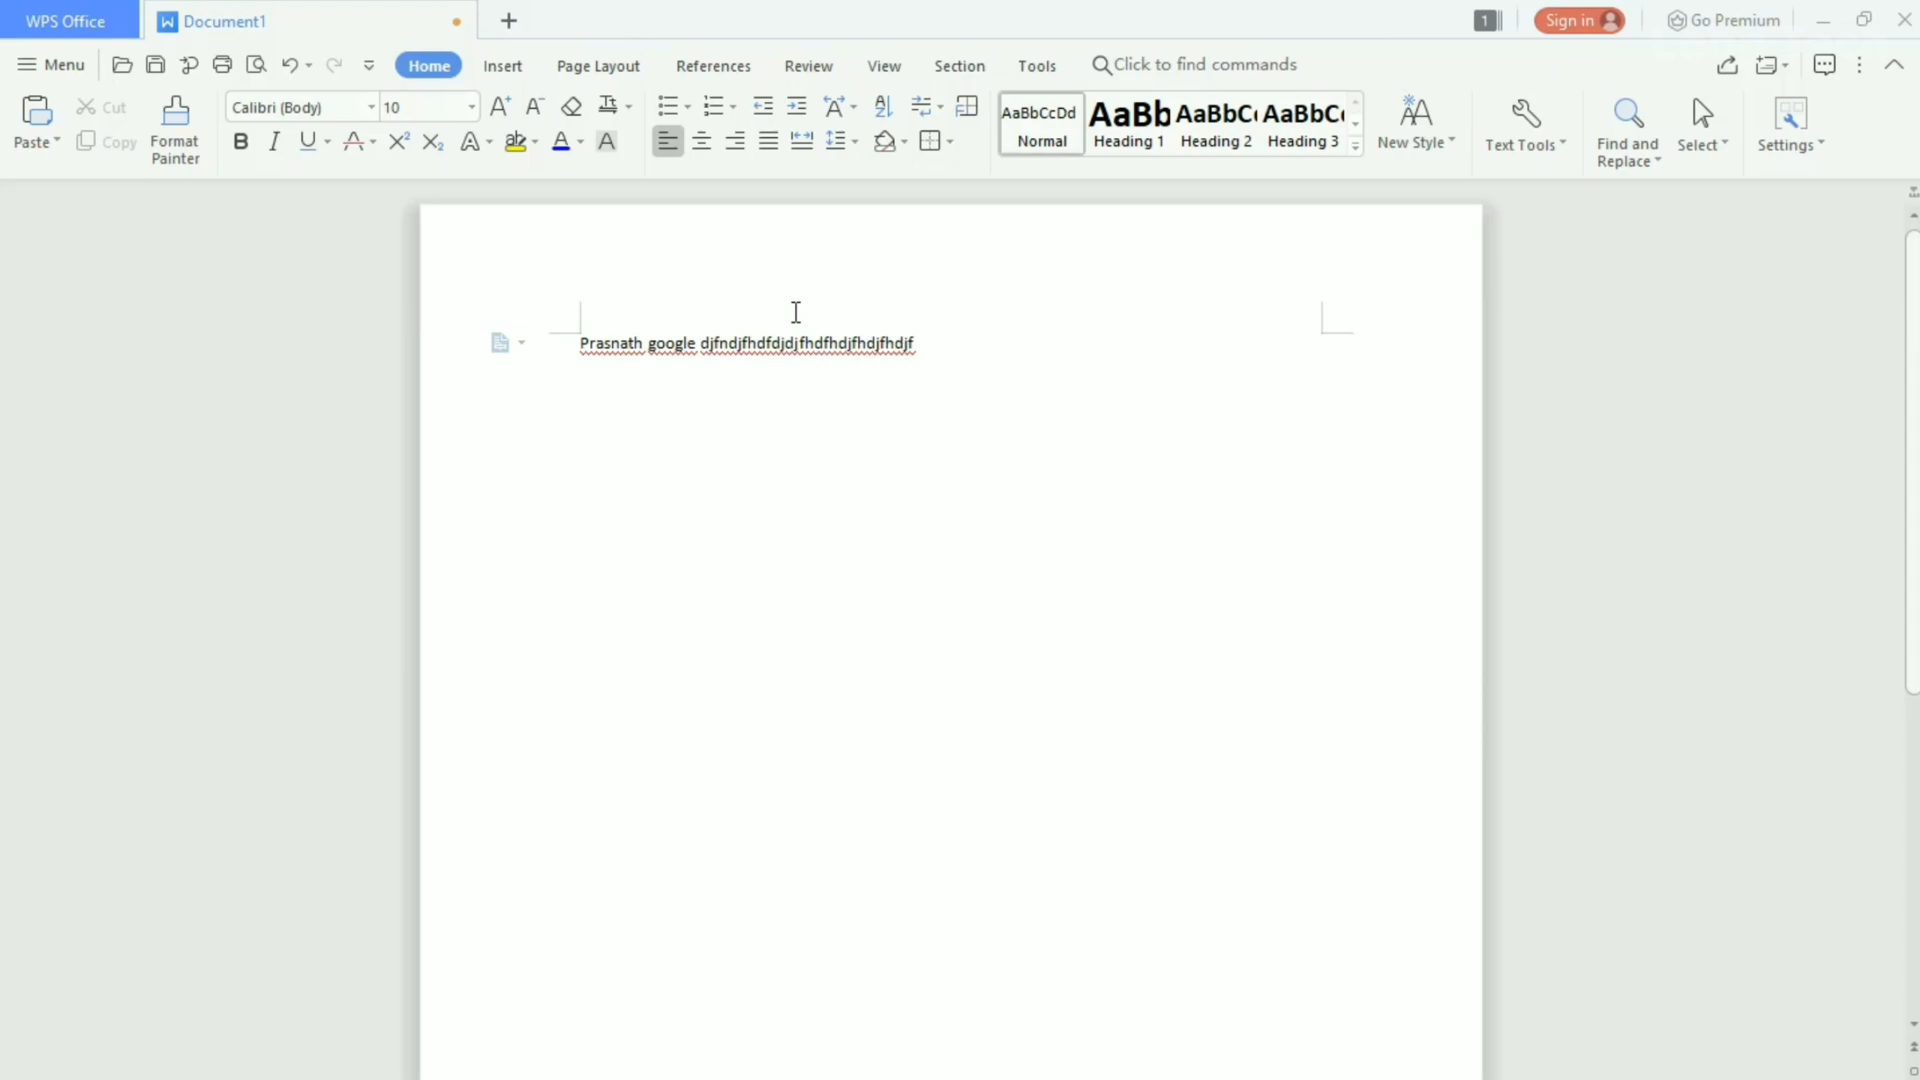 WPS Office Document1 1 Sign in Go Premium
Menu Home Insert Page Layout References Review View Section Tools Click to find commands
Paste Cut Copy Format Painter Calibri (Body) 10 AaBbCcDd AaBb AaBbC AaBbC
Normal Heading 1 Heading 2 Heading 3 New Style Text Tools Find and Replace Select Settings
Prasnath google djfndjfhdfdjdjfhdfhdjfhdjfhdjf